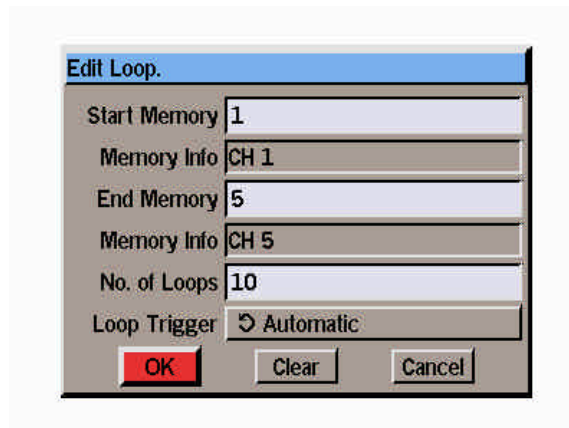 Edit Loop.
Start Memory 1
Memory Info CH 1
End Memory 5
Memory Info CH 5
No. of Loops 10
Loop Trigger Automatic
OK Clear Cancel